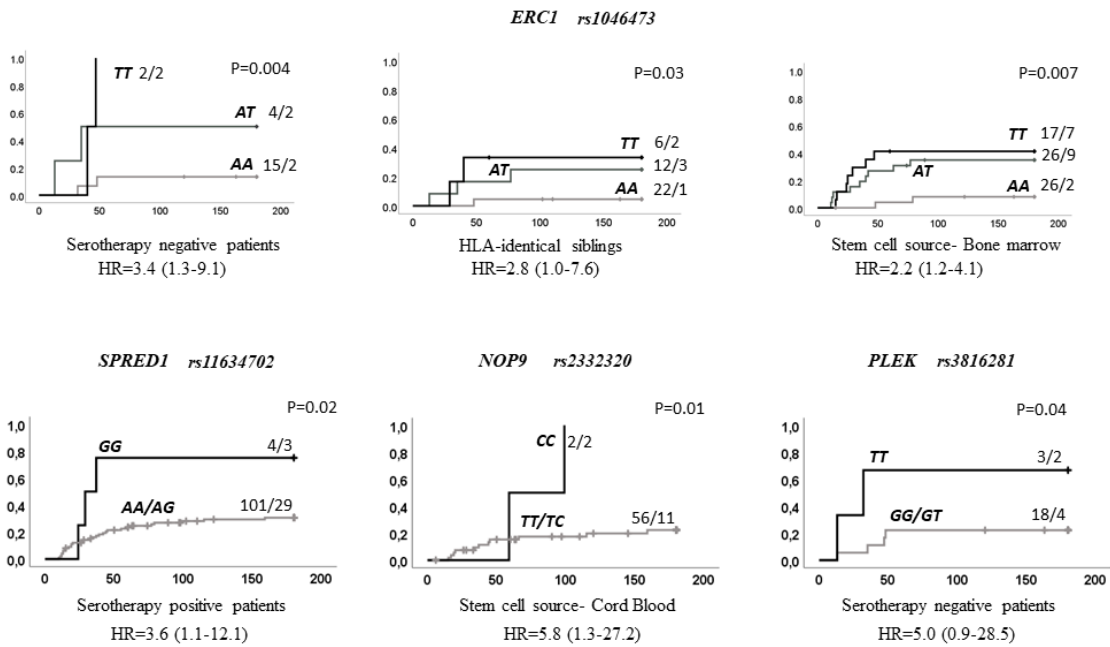 ERC1 rs1046473
1.0
0.8
0.6
0.4
0.2
0.0
0 50 100 150 200
TT 2/2
P=0.004
AT 4/2
AA 15/2
Serotherapy negative patients
HR=3.4 (1.3-9.1)
1.0
0.8
0.6
0.4
0.2
0.0
0 50 100 150 200
P=0.03
TT 6/2
AT 12/3
AA 22/1
HLA-identical siblings
HR=2.8 (1.0-7.6)
1.0
0.8
0.6
0.4
0.2
0.0
0 50 100 150 200
P=0.007
TT 17/7
AT 26/9
AA 26/2
Stem cell source- Bone marrow
HR=2.2 (1.2-4.1)
SPRED1 rs11634702
P=0.02
1,0
0,8
0,6
0,4
0,2
0,0
0 50 100 150 200
GG 4/3
AA/AG 101/29
Serotherapy positive patients
HR=3.6 (1.1-12.1)
NOP9 rs2332320
P=0.01
1,0
0,8
0,6
0,4
0,2
0,0
0 50 100 150 200
CC 2/2
TT/TC 56/11
Stem cell source- Cord Blood
HR=5.8 (1.3-27.2)
PLEK rs3816281
P=0.04
1,0
0,8
0,6
0,4
0,2
0,0
0 50 100 150 200
TT 3/2
GG/GT 18/4
Serotherapy negative patients
HR=5.0 (0.9-28.5)